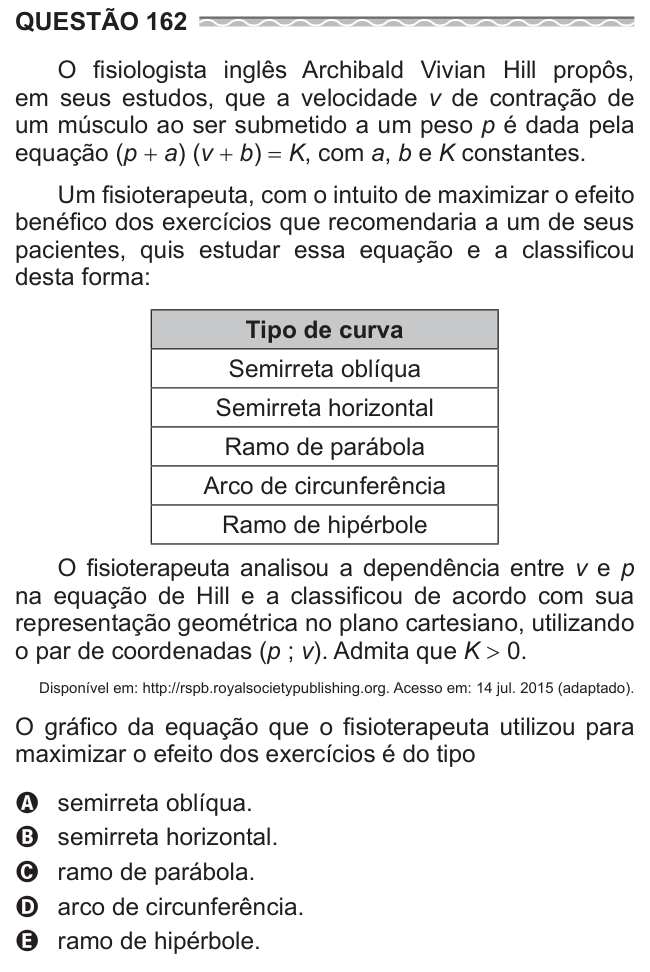 QUESTÃO 162
O fisiologista inglês Archibald Vivian Hill propôs,
em seus estudos, que a velocidade v de contração de
um músculo ao ser submetido a um peso p é dada pela
equação (p + a) (v + b) = K, com a, b e K constantes.
Um fisioterapeuta, com o intuito de maximizar o efeito
benéfico dos exercícios que recomendaria a um de seus
pacientes, quis estudar essa equação e a classificou
desta forma:
Tipo de curva
Semirreta oblíqua
Semirreta horizontal
Ramo de parábola
Arco de circunferência
Ramo de hipérbole
O fisioterapeuta analisou a dependência entre v e p
na equação de Hill e a classificou de acordo com sua
representação geométrica no plano cartesiano, utilizando
o par de coordenadas (p ; v). Admita que K > 0.
Disponível em: http://rspb.royalsocietypublishing.org. Acesso em: 14 jul. 2015 (adaptado).
O gráfico da equação que o fisioterapeuta utilizou para
maximizar o efeito dos exercícios é do tipo
A semirreta oblíqua.
B semirreta horizontal.
C ramo de parábola.
D arco de circunferência.
E ramo de hipérbole.